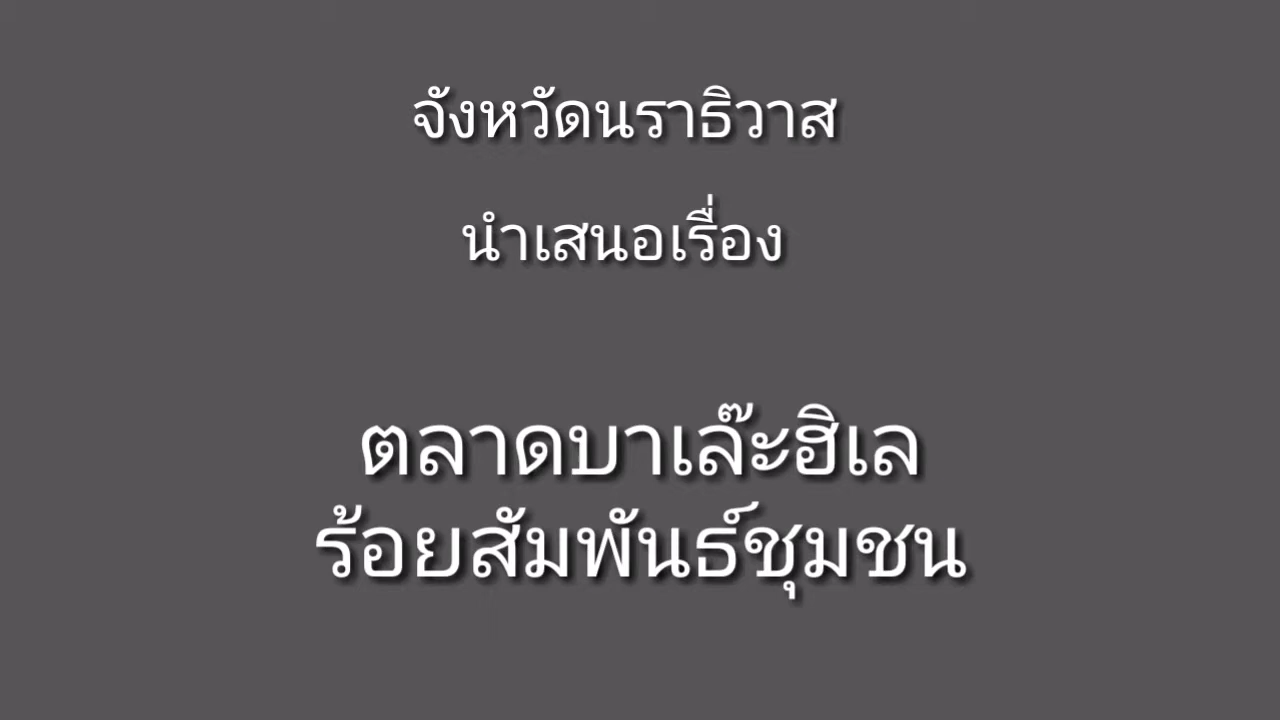 จังหวัดนราธิวาส
นำเสนอเรื่อง
ตลาดบาเล๊ะฮิเล
ร้อยสัมพันธ์ชุมชน